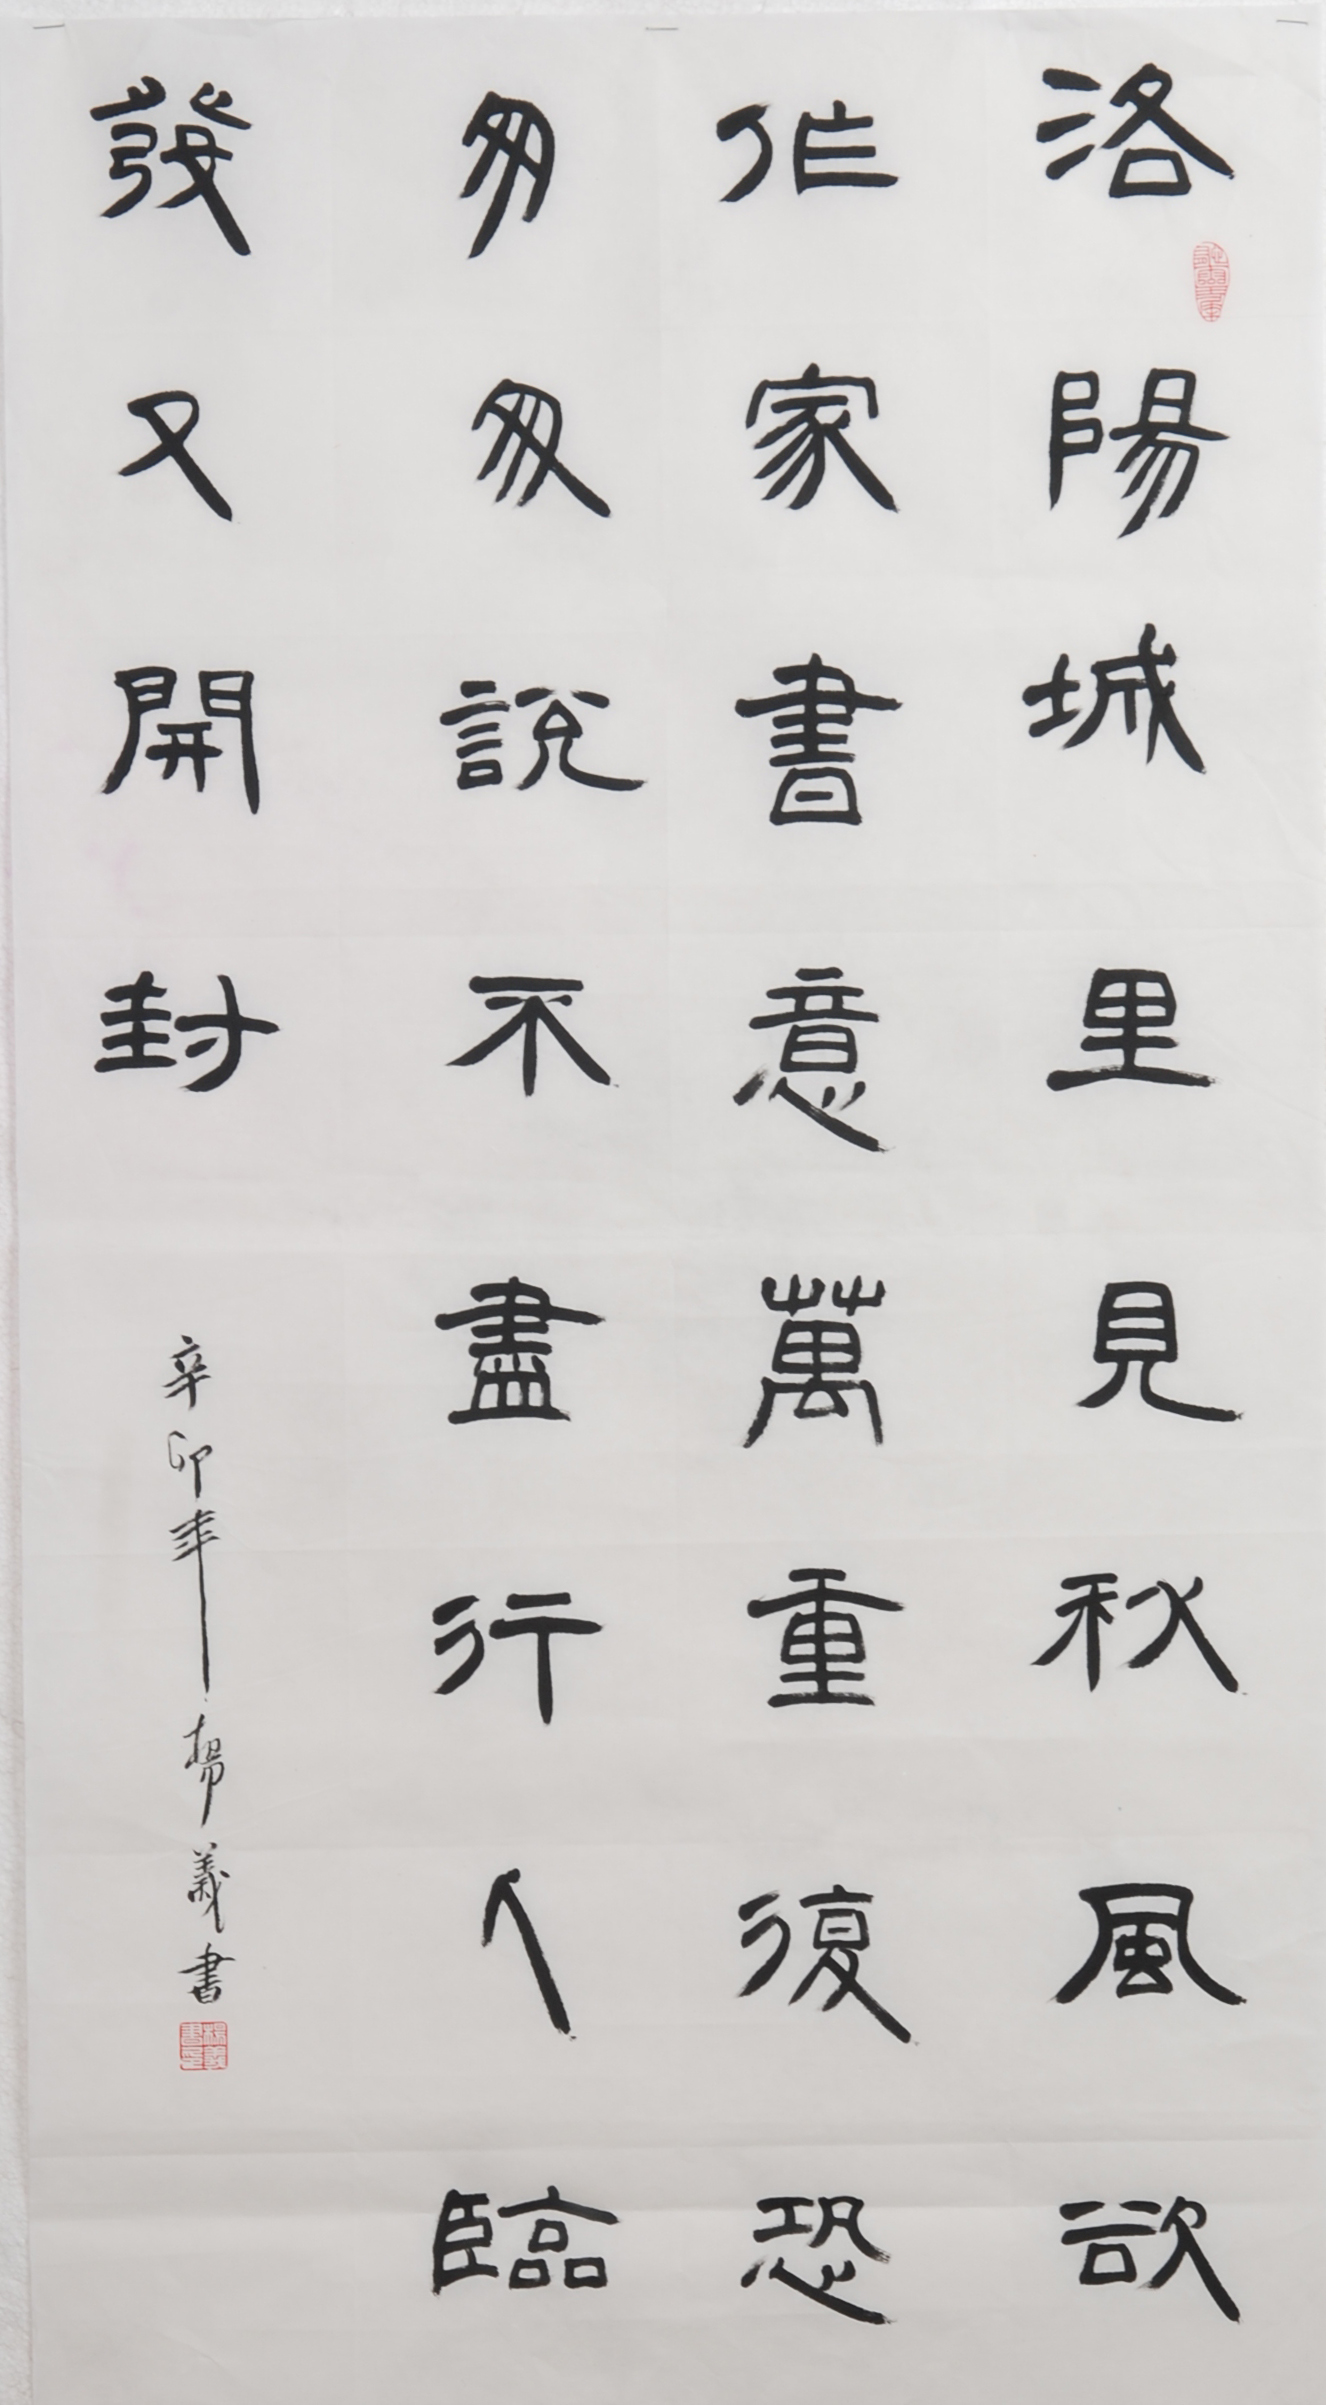 洛陽城里見秋風欲
作家書意萬重復恐
匆匆說不盡行人臨
發又開封
辛卯年 楊義書